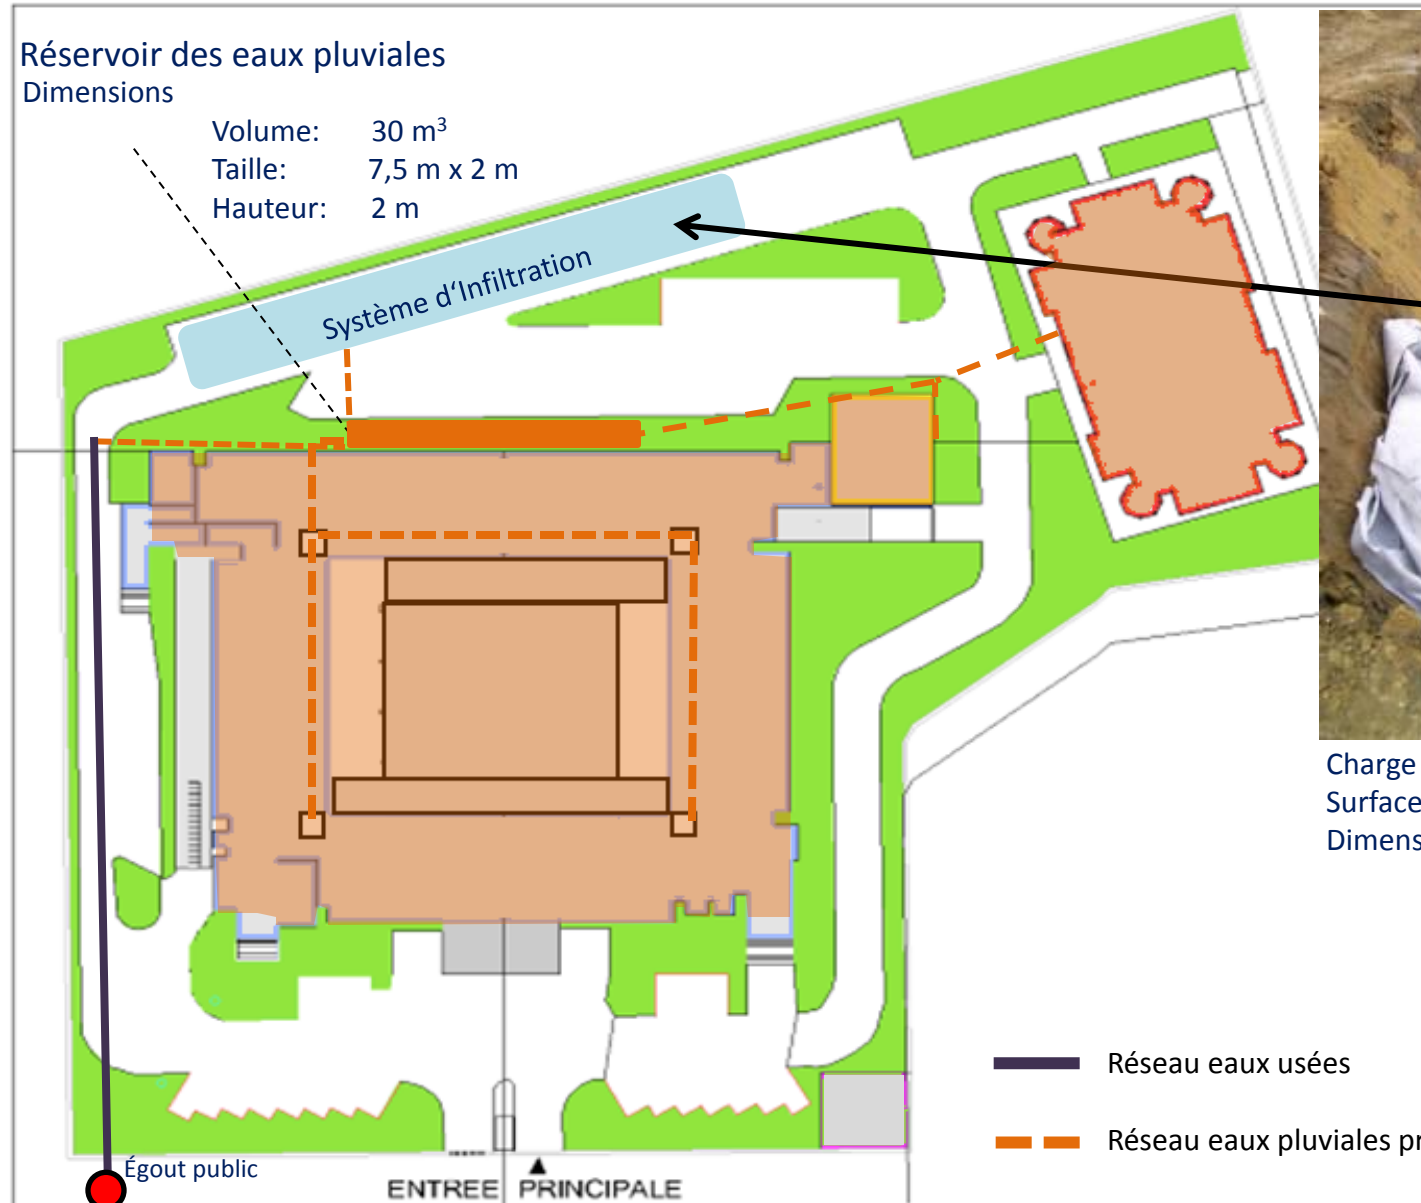 Réservoir des eaux pluviales
Dimensions
Volume: 30 m³
Taille: 7,5 m x 2 m
Hauteur: 2 m
Système d‘Infiltration
Charge
Surface
Dimens
Réseau eaux usées
Réseau eaux pluviales pr
Égout public
ENTREE PRINCIPALE